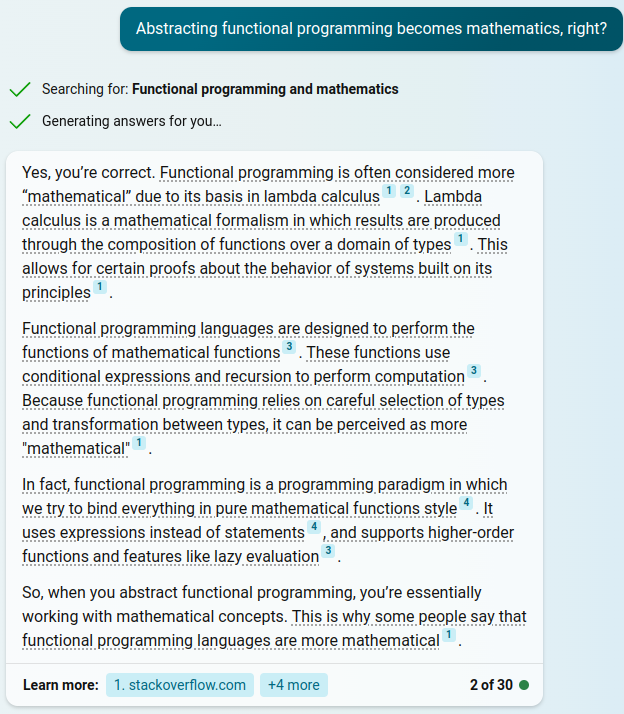 Abstracting functional programming becomes mathematics, right?
Searching for: Functional programming and mathematics
Generating answers for you...
Yes, you're correct. Functional programming is often considered more
“mathematical” due to its basis in lambda calculus 1 2 . Lambda
calculus is a mathematical formalism in which results are produced
through the composition of functions over a domain of types 1 . This
allows for certain proofs about the behavior of systems built on its
principles 1 .
Functional programming languages are designed to perform the
functions of mathematical functions 3 . These functions use
conditional expressions and recursion to perform computation 3 .
Because functional programming relies on careful selection of types
and transformation between types, it can be perceived as more
"mathematical" 1 .
In fact, functional programming is a programming paradigm in which
we try to bind everything in pure mathematical functions style 4 . It
uses expressions instead of statements 4 , and supports higher-order
functions and features like lazy evaluation 3 .
So, when you abstract functional programming, you're essentially
working with mathematical concepts. This is why some people say that
functional programming languages are more mathematical 1 .
Learn more: 1. stackoverflow.com +4 more 2 of 30